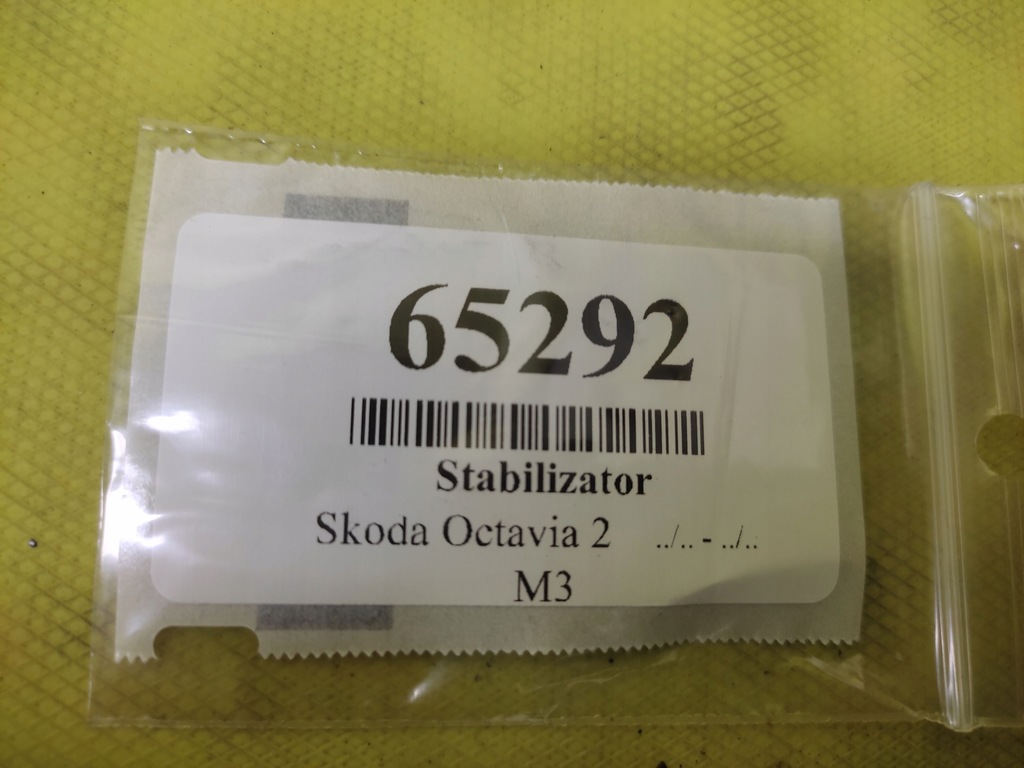 65292
Stabilizator
Skoda Octavia 2 ../.. - ../..
M3